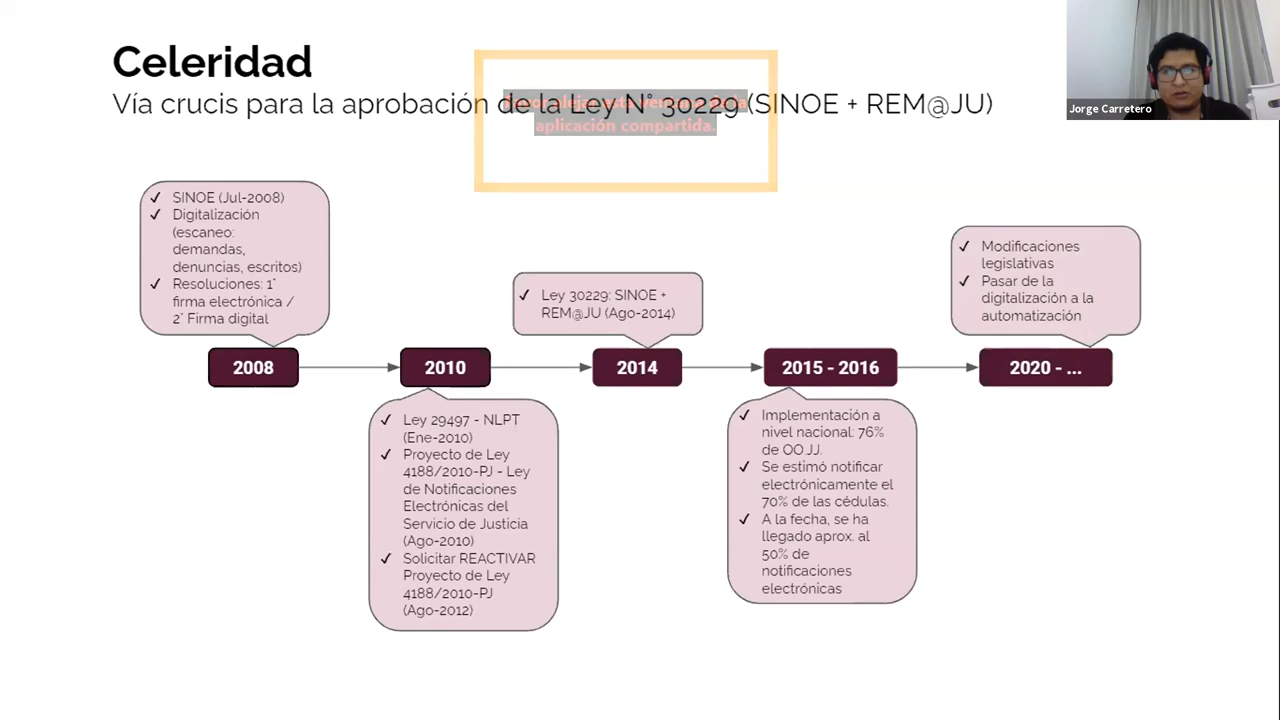 Celeridad
Vía crucis para la aprobación de la Ley N° 30229 (SINOE + REM@JU)
aplicación compartida.
Jorge Carretero
✓ SINOE (Jul-2008)
✓ Digitalización
(escaneo:
demandas,
denuncias, escritos)
✓ Resoluciones: 1°
firma electrónica /
2° Firma digital
2008
✓ Ley 29497 - NLPT
(Ene-2010)
✓ Proyecto de Ley
4188/2010-PJ - Ley
de Notificaciones
Electrónicas del
Servicio de Justicia
(Ago-2010)
✓ Solicitar REACTIVAR
Proyecto de Ley
4188/2010-PJ
(Ago-2012)
2010
✓ Ley 30229: SINOE +
REM@JU (Ago-2014)
2014
2015 - 2016
✓ Implementación a
nivel nacional: 76%
de OO.JJ.
✓ Se estimó notificar
electrónicamente el
70% de las cédulas.
✓ A la fecha, se ha
llegado aprox. al
50% de
notificaciones
electrónicas
✓ Modificaciones
legislativas
✓ Pasar de la
digitalización a la
automatización
2020 - ...